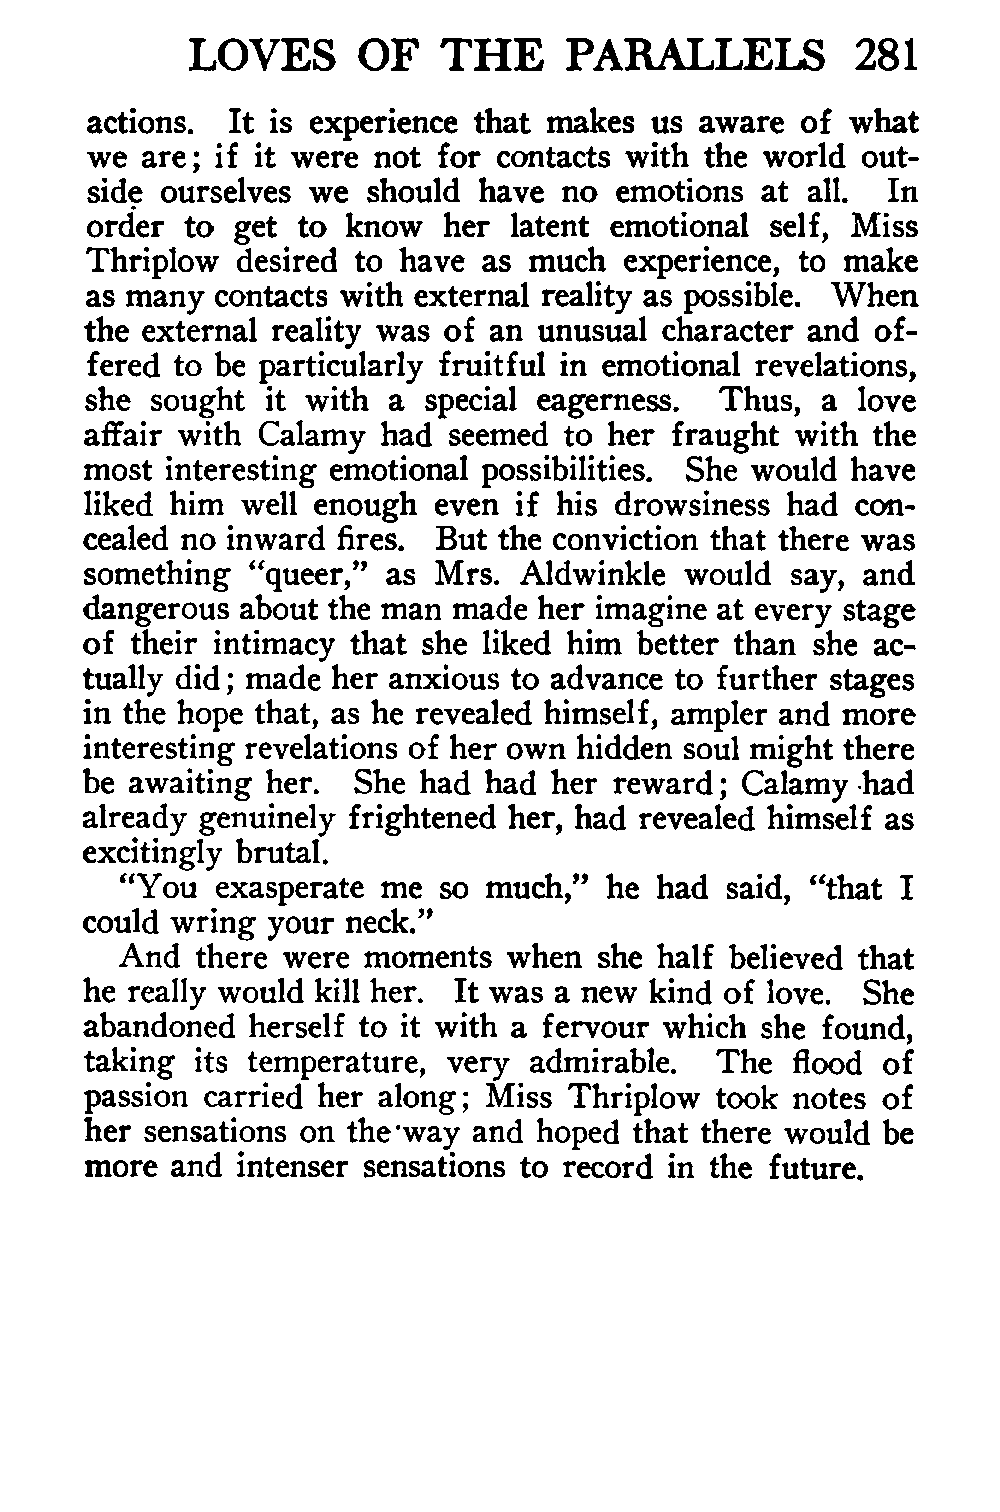 LOVES OF THE PARALLELS 281
actions. It is experience that makes us aware of what
we are; if it were not for contacts with the world out-
side ourselves we should have no emotions at all. In
order to get to know her latent emotional self, Miss
Thriplow desired to have as much experience, to make
as many contacts with external reality as possible. When
the external reality was of an unusual character and of-
fered to be particularly fruitful in emotional revelations,
she sought it with a special eagerness. Thus, a love
affair with Calamy had seemed to her fraught with the
most interesting emotional possibilities. She would have
liked him well enough even if his drowsiness had con-
cealed no inward fires. But the conviction that there was
something “queer,” as Mrs. Aldwinkle would say, and
dangerous about the man made her imagine at every stage
of their intimacy that she liked him better than she ac-
tually did; made her anxious to advance to further stages
in the hope that, as he revealed himself, ampler and more
interesting revelations of her own hidden soul might there
be awaiting her. She had had her reward; Calamy had
already genuinely frightened her, had revealed himself as
excitingly brutal.
“You exasperate me so much,” he had said, “that I
could wring your neck.”
And there were moments when she half believed that
he really would kill her. It was a new kind of love. She
abandoned herself to it with a fervour which she found,
taking its temperature, very admirable. The flood of
passion carried her along; Miss Thriplow took notes of
her sensations on the way and hoped that there would be
more and intenser sensations to record in the future.